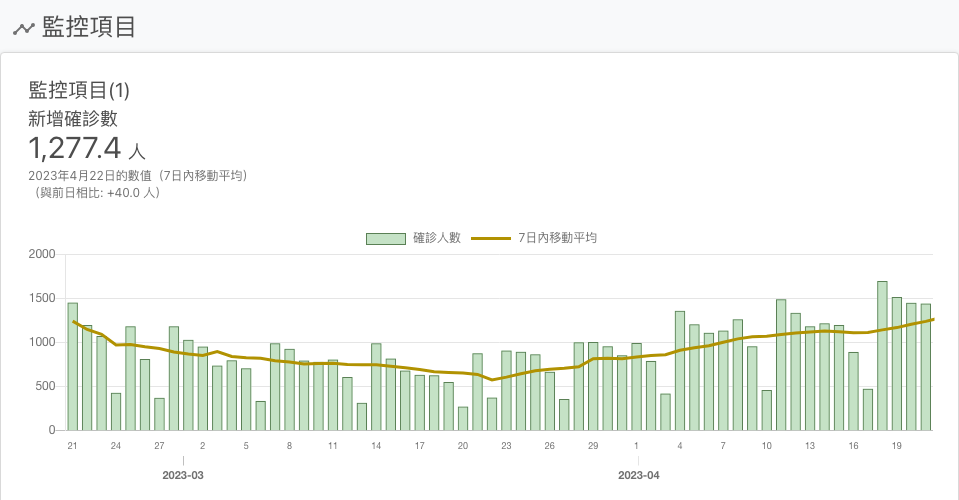 監控項目
監控項目(1)
新增確診數
1,277.4 人
2023年4月22日的數值（7日內移動平均）
（與前日相比: +40.0 人）
確診人數 7日內移動平均
2000
1500
1000
500
0
21 24 27 2 5 8 11 14 17 20 23 26 29 1 4 7 10 13 16 19
2023-03 2023-04